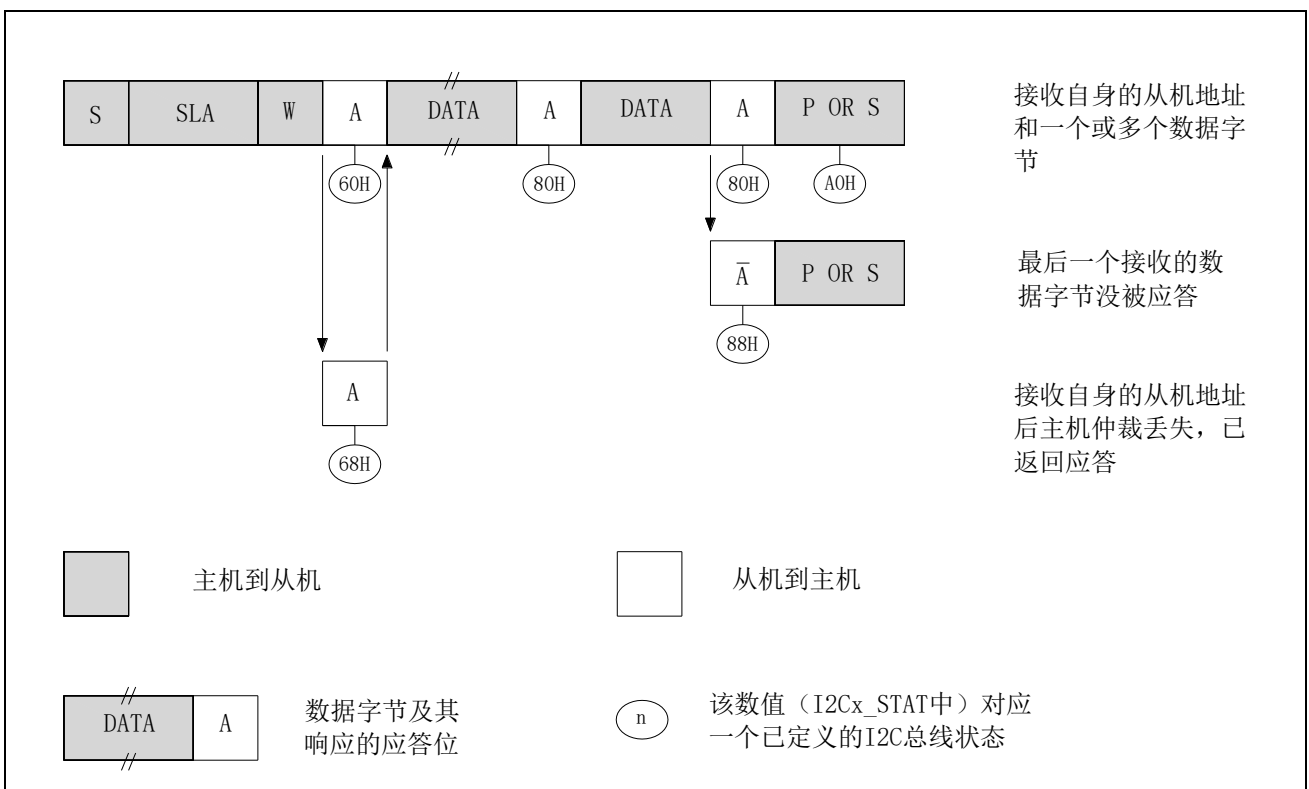 S SLA W A DATA A DATA A P OR S
接收自身的从机地址
和一个或多个数据字
节
60H 80H 80H A0H
A P OR S
最后一个接收的数
据字节没被应答
88H
A
接收自身的从机地址
后主机仲裁丢失，已
返回应答
68H
主机到从机
从机到主机
DATA A
数据字节及其
响应的应答位
n
该数值（I2Cx_STAT中）对应
一个已定义的I2C总线状态